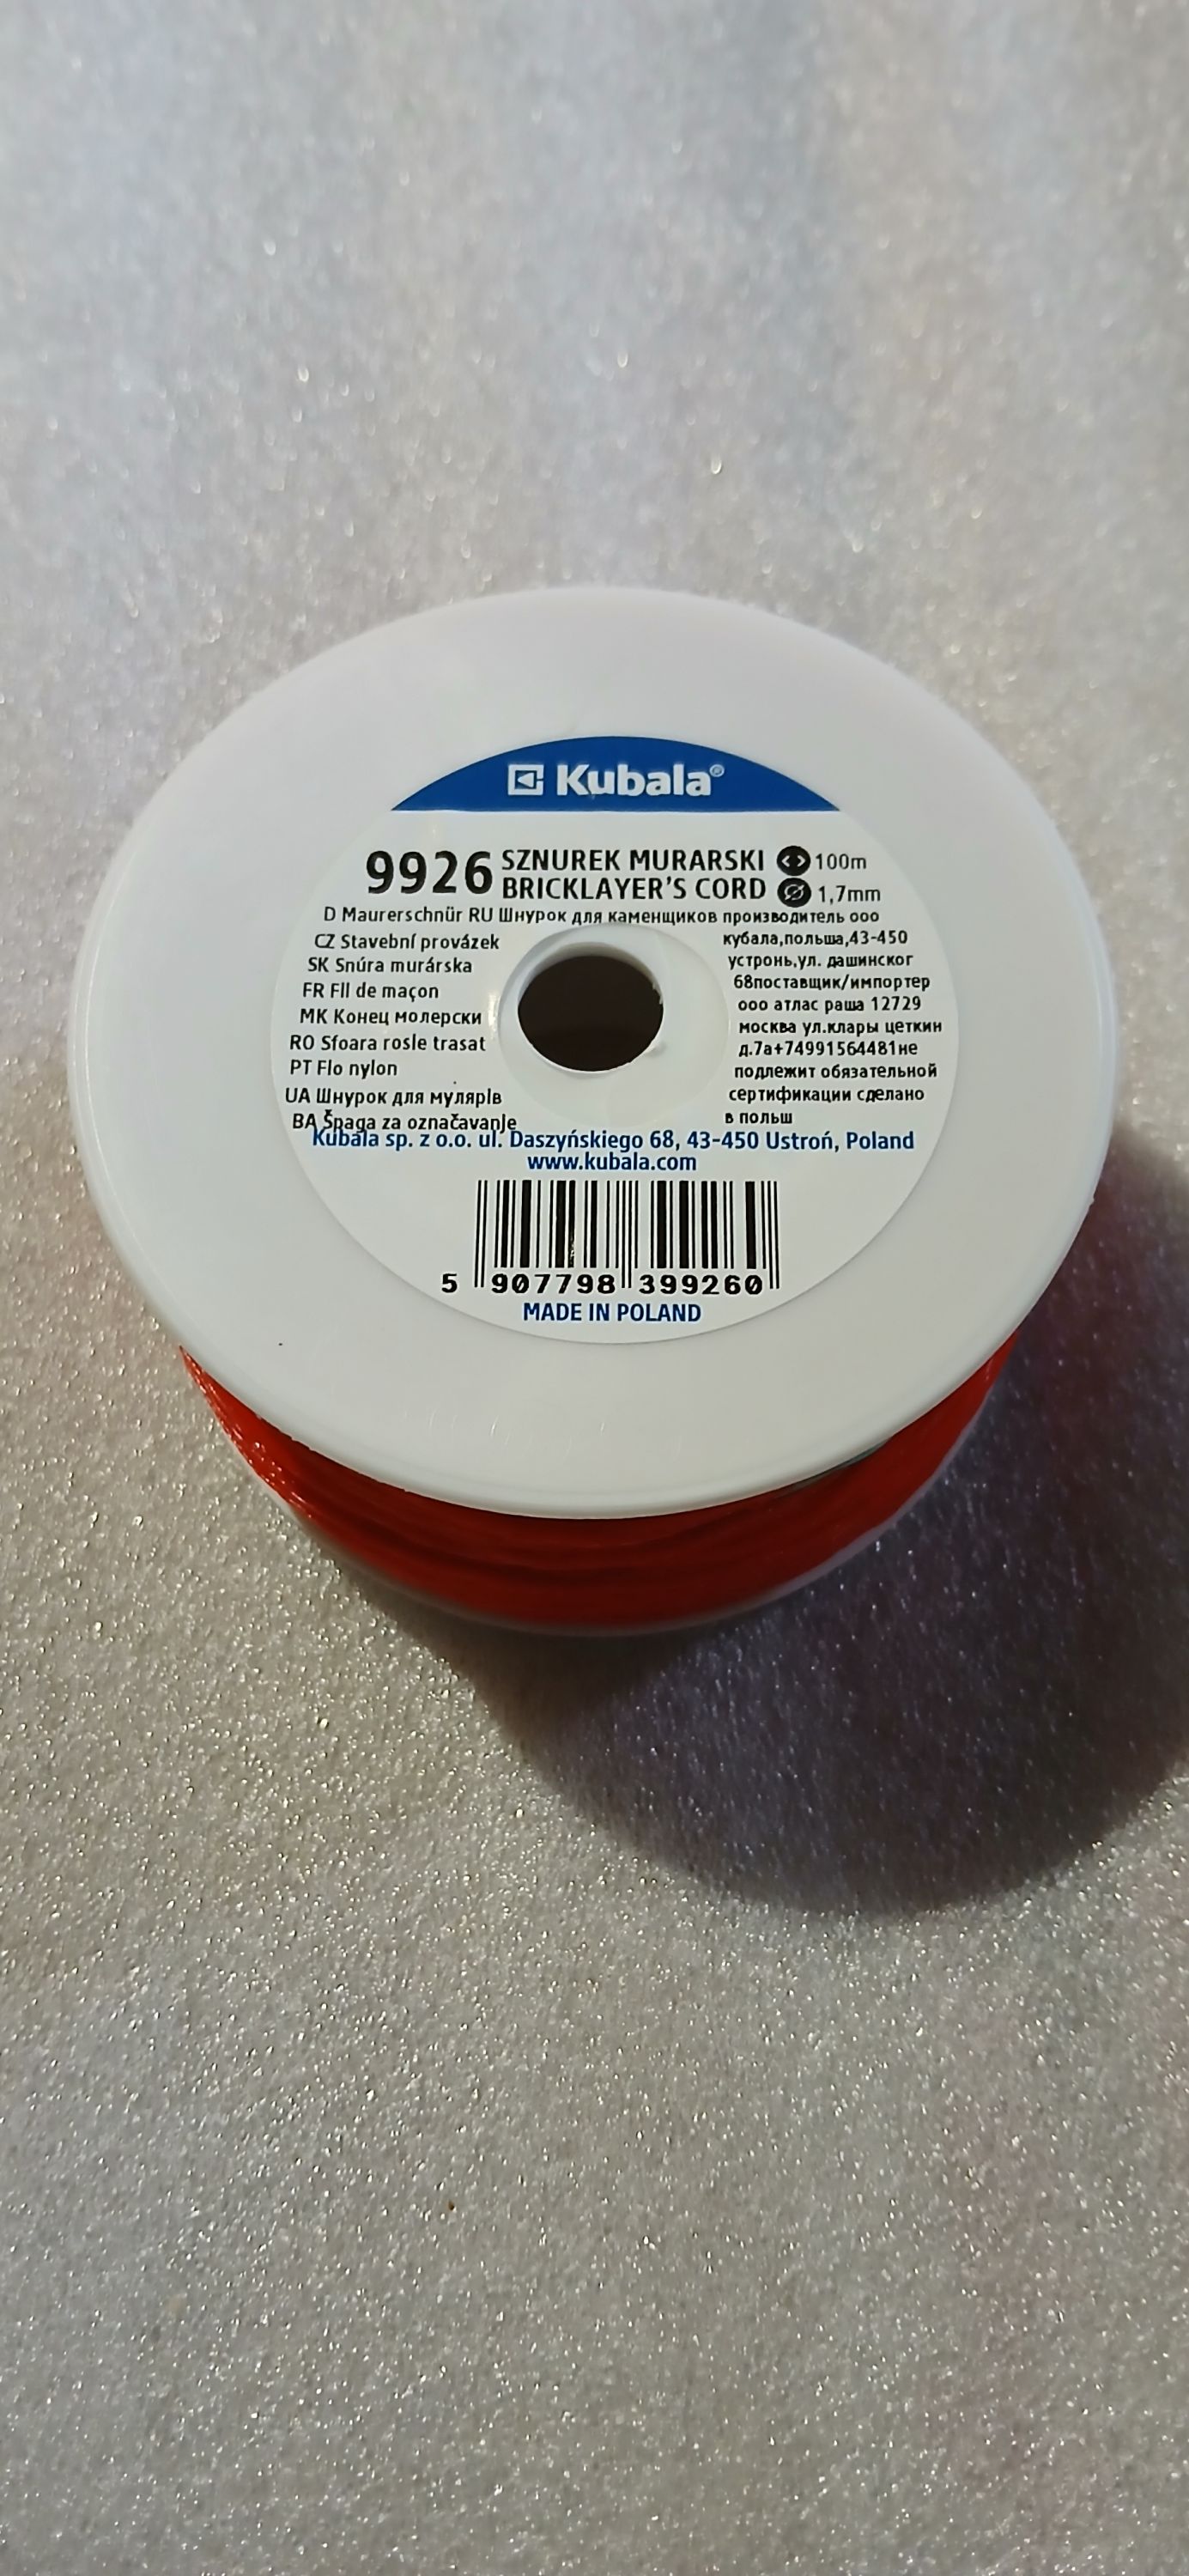 Kubala®
9926 SZNUREK MURARSKI 100m
BRICKLAYER'S CORD 1,7mm
D Maurerschnür RU Шнурок для каменщиков производитель ооо
CZ Stavební provázek
SK Snúra murárska
FR FIl de maçon
MK Конец молерски
RO Sfoara rosle trasat
PT Flo nylon
UA Шнурок для мулярів
BA Špaga za označavanje
кубала,польша,43-450
устронь,ул. дашинског
68поставщик/импортер
ооо атлас раша 12729
москва ул.клары цеткин
д.7а+74991564481не
подлежит обязательной
сертификации сделано
в польш
Kubala sp. z o.o. ul. Daszyńskiego 68, 43-450 Ustroń, Poland
www.kubala.com
5 907798 399260
MADE IN POLAND